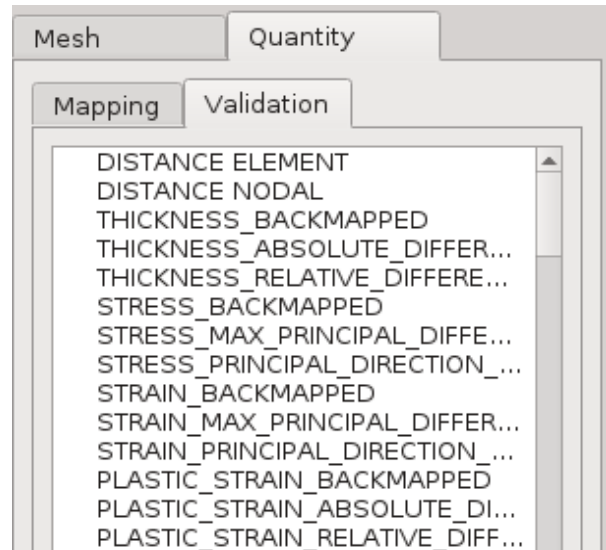 Mesh Quantity
Mapping Validation
DISTANCE ELEMENT
DISTANCE NODAL
THICKNESS_BACKMAPPED
THICKNESS_ABSOLUTE_DIFFER...
THICKNESS_RELATIVE_DIFFERE...
STRESS_BACKMAPPED
STRESS_MAX_PRINCIPAL_DIFFE...
STRESS_PRINCIPAL_DIRECTION_...
STRAIN_BACKMAPPED
STRAIN_MAX_PRINCIPAL_DIFFER...
STRAIN_PRINCIPAL_DIRECTION_...
PLASTIC_STRAIN_BACKMAPPED
PLASTIC_STRAIN_ABSOLUTE_DI...
PLASTIC_STRAIN_RELATIVE_DIFF...